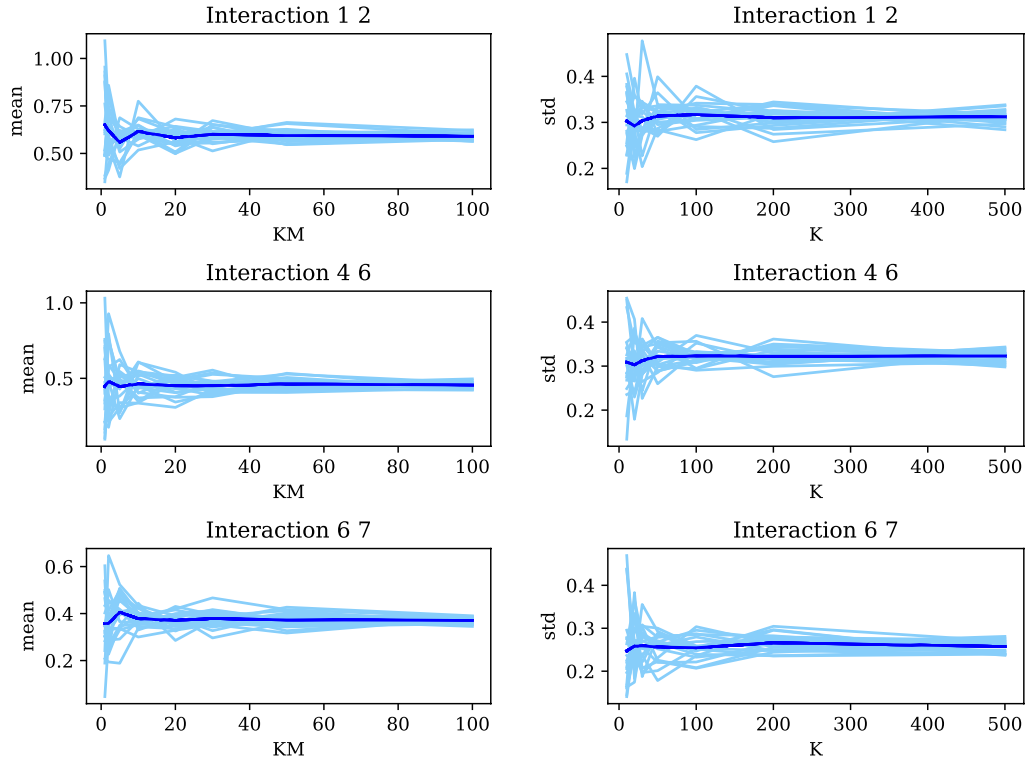 Interaction 1 2
mean
1.00
0.75
0.50
0 20 40 60 80 100
KM
Interaction 1 2
std
0.4
0.3
0.2
0 100 200 300 400 500
K
Interaction 4 6
mean
1.0
0.5
0 20 40 60 80 100
KM
Interaction 4 6
std
0.4
0.3
0.2
0 100 200 300 400 500
K
Interaction 6 7
mean
0.6
0.4
0.2
0 20 40 60 80 100
KM
Interaction 6 7
std
0.4
0.3
0.2
0 100 200 300 400 500
K